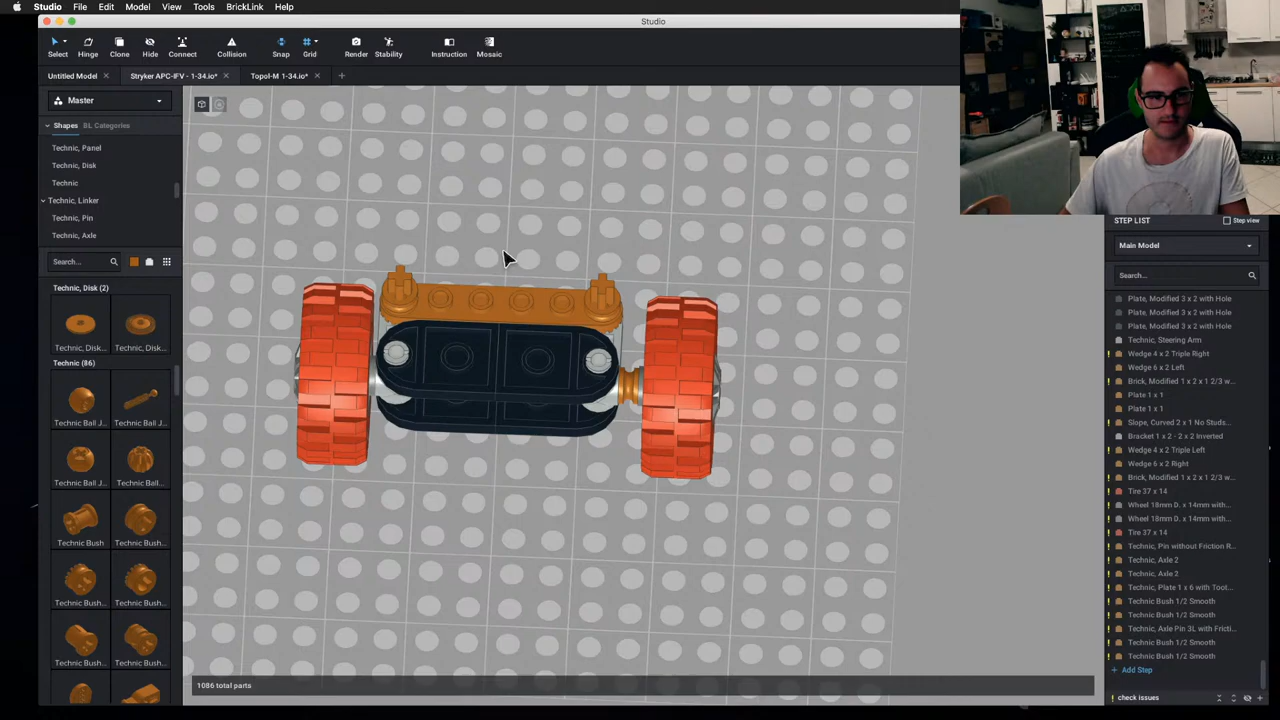 Studio File Edit Model View Tools BrickLink Help
Studio
Select Hinge Clone Hide Connect Collision Snap Grid Render Stability Instruction Mosaic
Untitled Model Stryker APC-IFV - 1-34.io* Topol-M 1-34.io*
Master
Shapes BL Categories
Technic, Panel
Technic, Disk
Technic
Technic, Linker
Technic, Pin
Technic, Axle
Search...
Technic, Disk (2)
Technic, Disk... Technic, Disk...
Technic (86)
Technic Ball J... Technic Ball J...
Technic Ball J... Technic Ball J...
Technic Bush Technic Bush...
Technic Bush... Technic Bush...
Technic Bush... Technic Bush...
1086 total parts
STEP LIST Step view
Main Model
Search...
Plate, Modified 3 x 2 with Hole
Plate, Modified 3 x 2 with Hole
Plate, Modified 3 x 2 with Hole
Technic, Steering Arm
Wedge 4 x 2 Triple Right
Wedge 6 x 2 Left
Brick, Modified 1 x 2 x 1 2/3 w...
Plate 1 x 1
Plate 1 x 1
Slope, Curved 2 x 1 No Studs...
Bracket 1 x 2 - 2 x 2 Inverted
Wedge 4 x 2 Triple Left
Wedge 6 x 2 Right
Brick, Modified 1 x 2 x 1 2/3 w...
Tire 37 x 14
Wheel 18mm D. x 14mm with...
Wheel 18mm D. x 14mm with...
Tire 37 x 14
Technic, Pin without Friction R...
Technic, Axle 2
Technic, Axle 2
Technic, Plate 1 x 6 with Toot...
Technic Bush 1/2 Smooth
Technic Bush 1/2 Smooth
Technic, Axle Pin 3L with Fricti...
Technic Bush 1/2 Smooth
Technic Bush 1/2 Smooth
+ Add Step
check issues